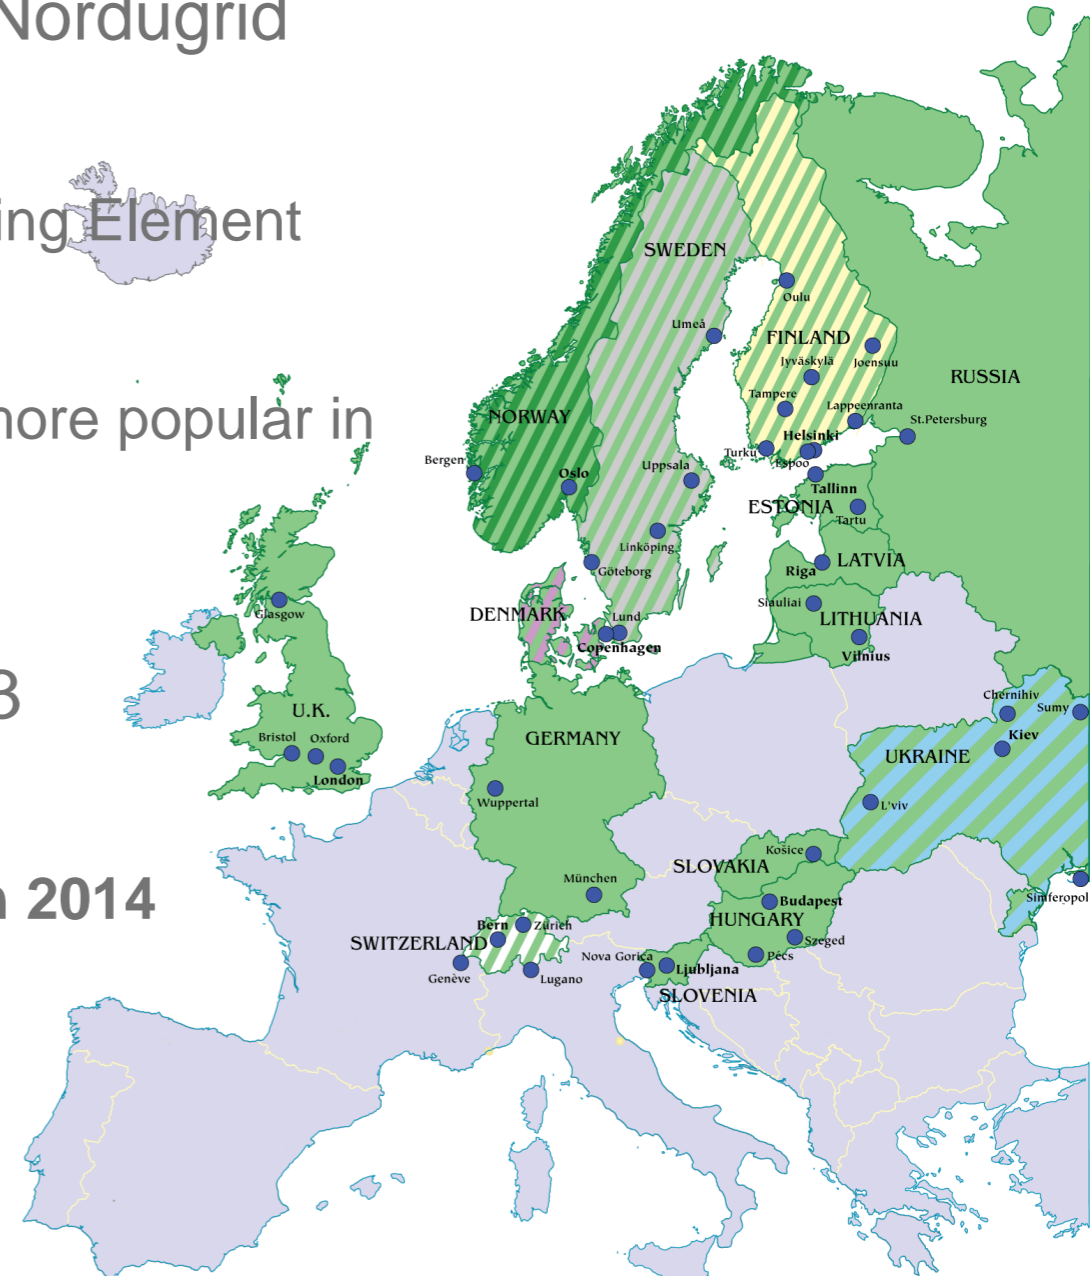 Nordugrid
ing Element
more popular in
3
n 2014
SWEDEN
Oulu
Umeå
FINLAND
Jyväskylä
Joensuu
RUSSIA
Tampere
Lappeenranta
NORWAY
St.Petersburg
Helsinki
Turku
Espoo
Bergen
Oslo
Uppsala
Tallinn
ESTONIA
Tartu
Linköping
LATVIA
Riga
Göteborg
Siauliai
Glasgow
DENMARK
Lund
LITHUANIA
Copenhagen
Vilnius
Chernihiv
Sumy
U.K.
Kiev
Bristol
Oxford
GERMANY
UKRAINE
London
Wuppertal
L'viv
Košice
SLOVAKIA
München
Simferopol
Budapest
HUNGARY
Bern
Zürich
SWITZERLAND
Szeged
Nova Gorica
Pécs
Genève
Lugano
Ljubljana
SLOVENIA